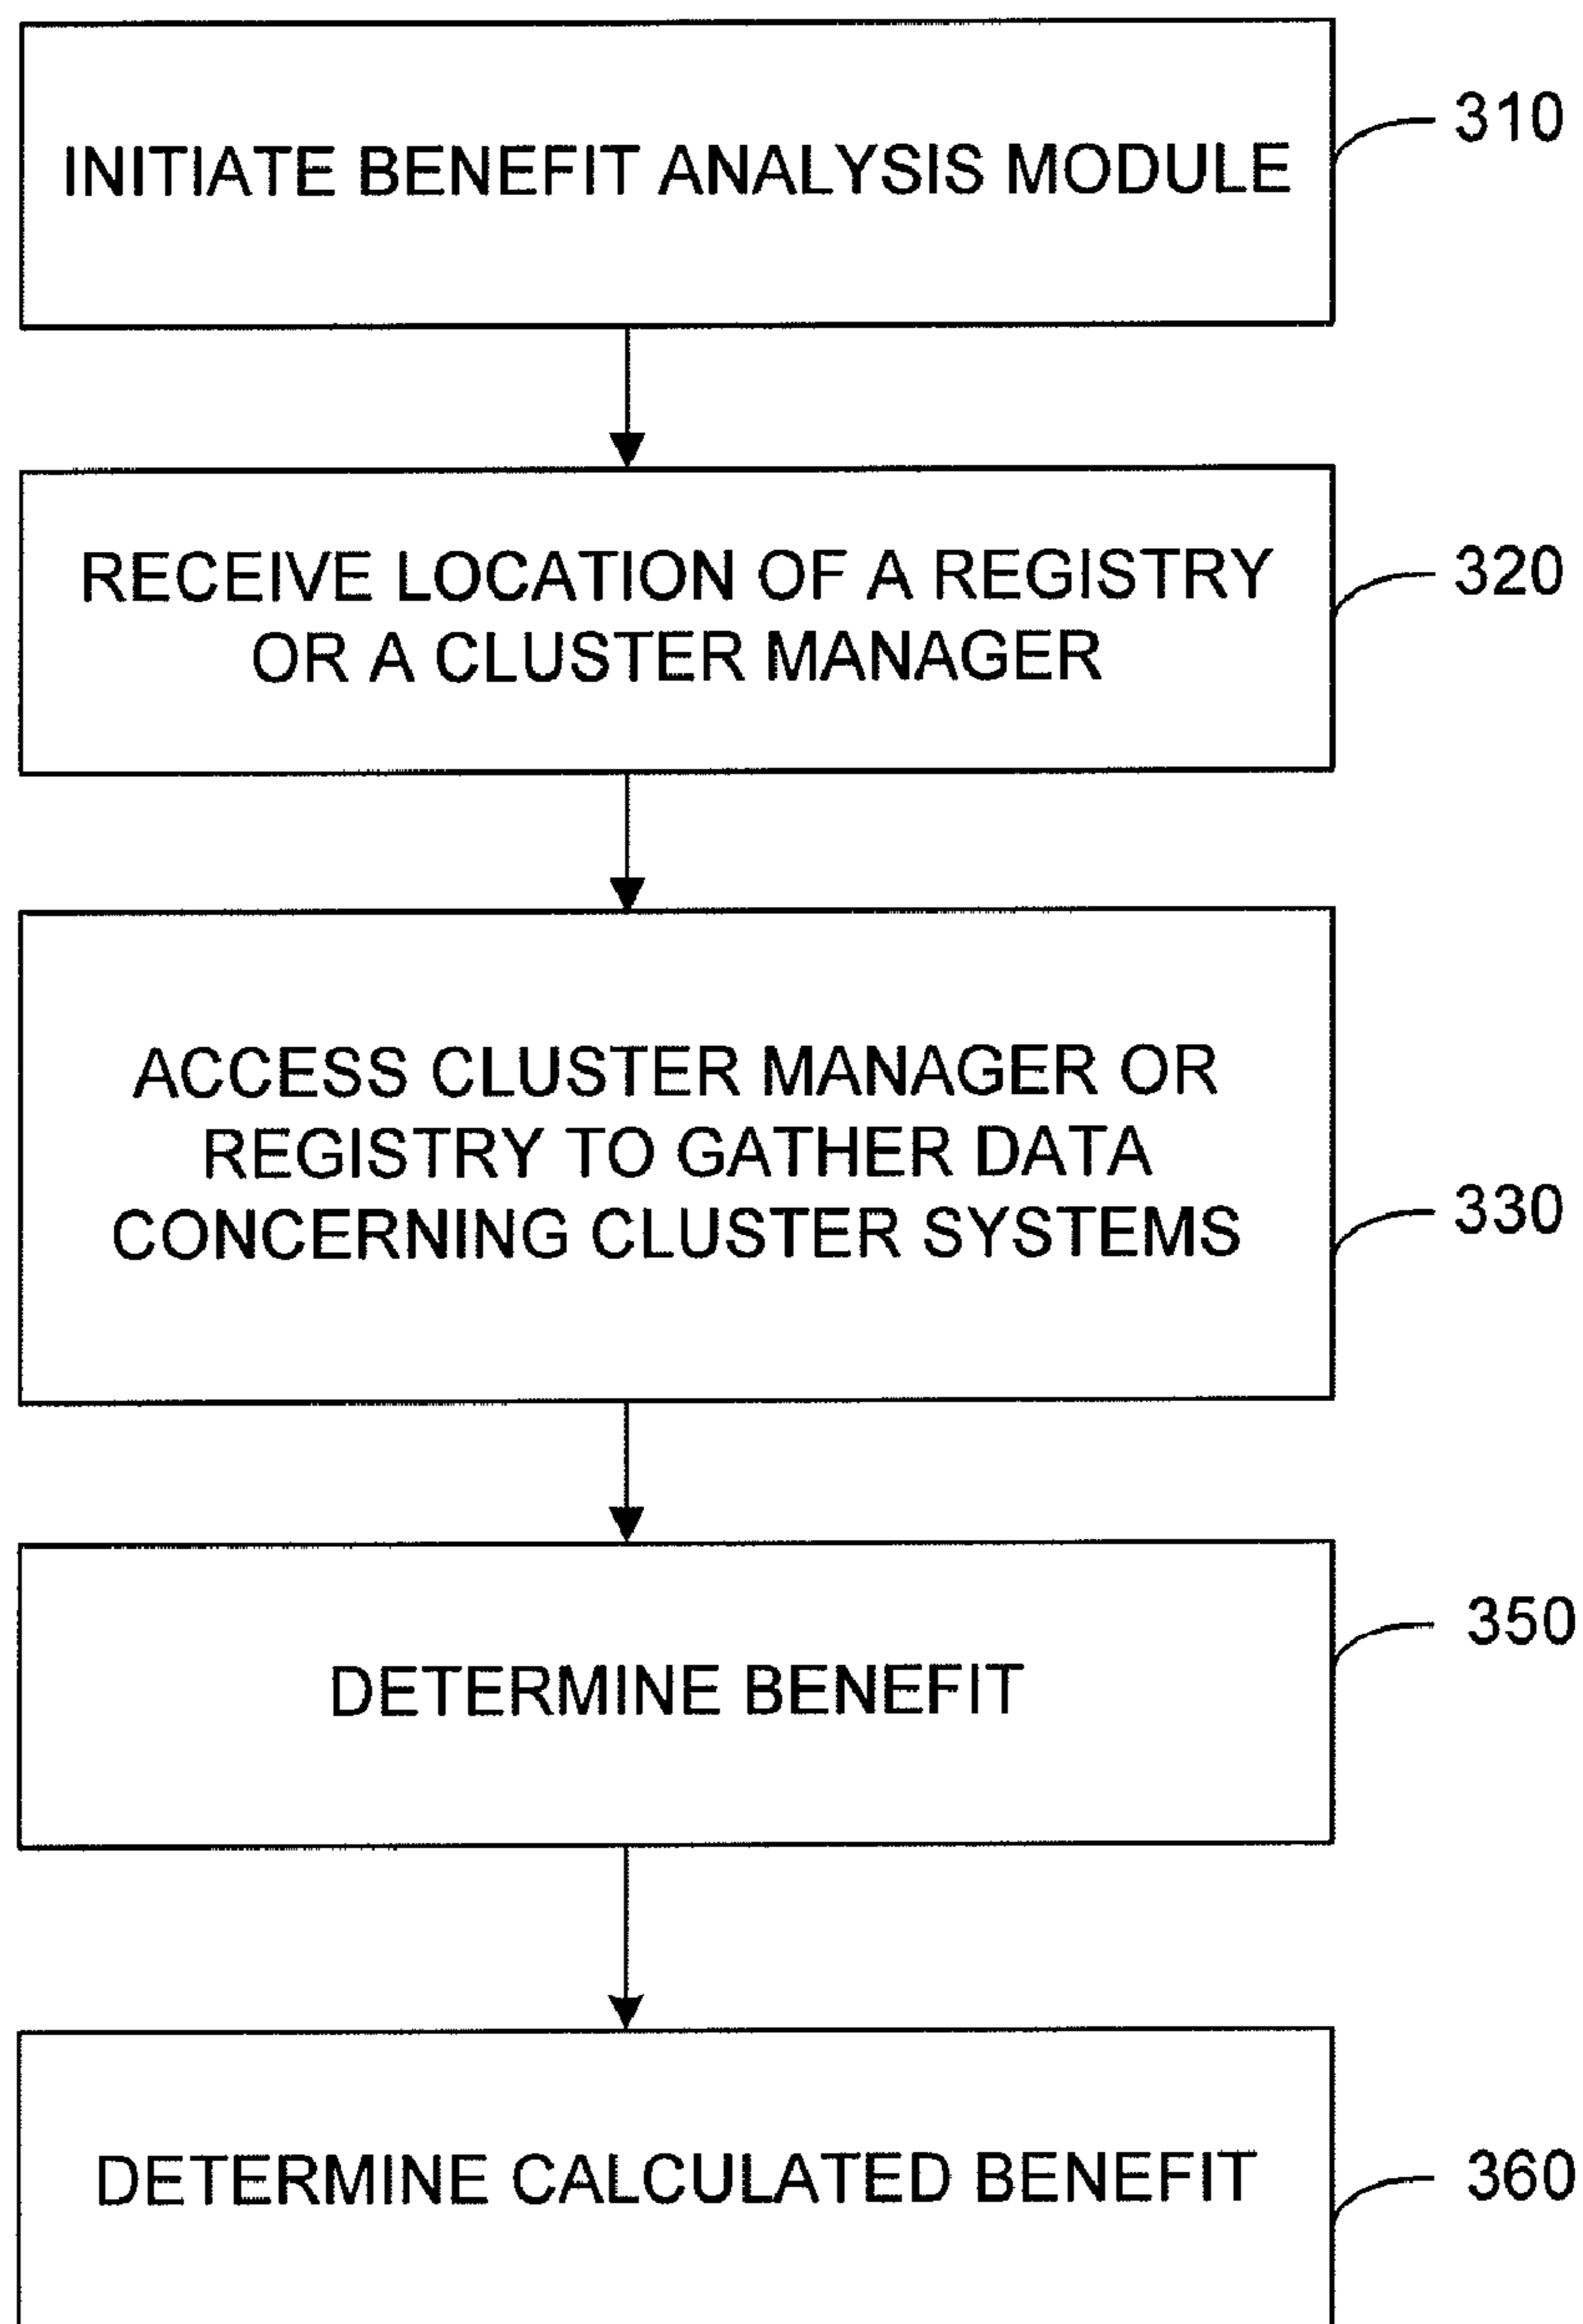 INITIATE BENEFIT ANALYSIS MODULE
310
RECEIVE LOCATION OF A REGISTRY
OR A CLUSTER MANAGER
320
ACCESS CLUSTER MANAGER OR
REGISTRY TO GATHER DATA
CONCERNING CLUSTER SYSTEMS
330
DETERMINE BENEFIT
350
DETERMINE CALCULATED BENEFIT
360